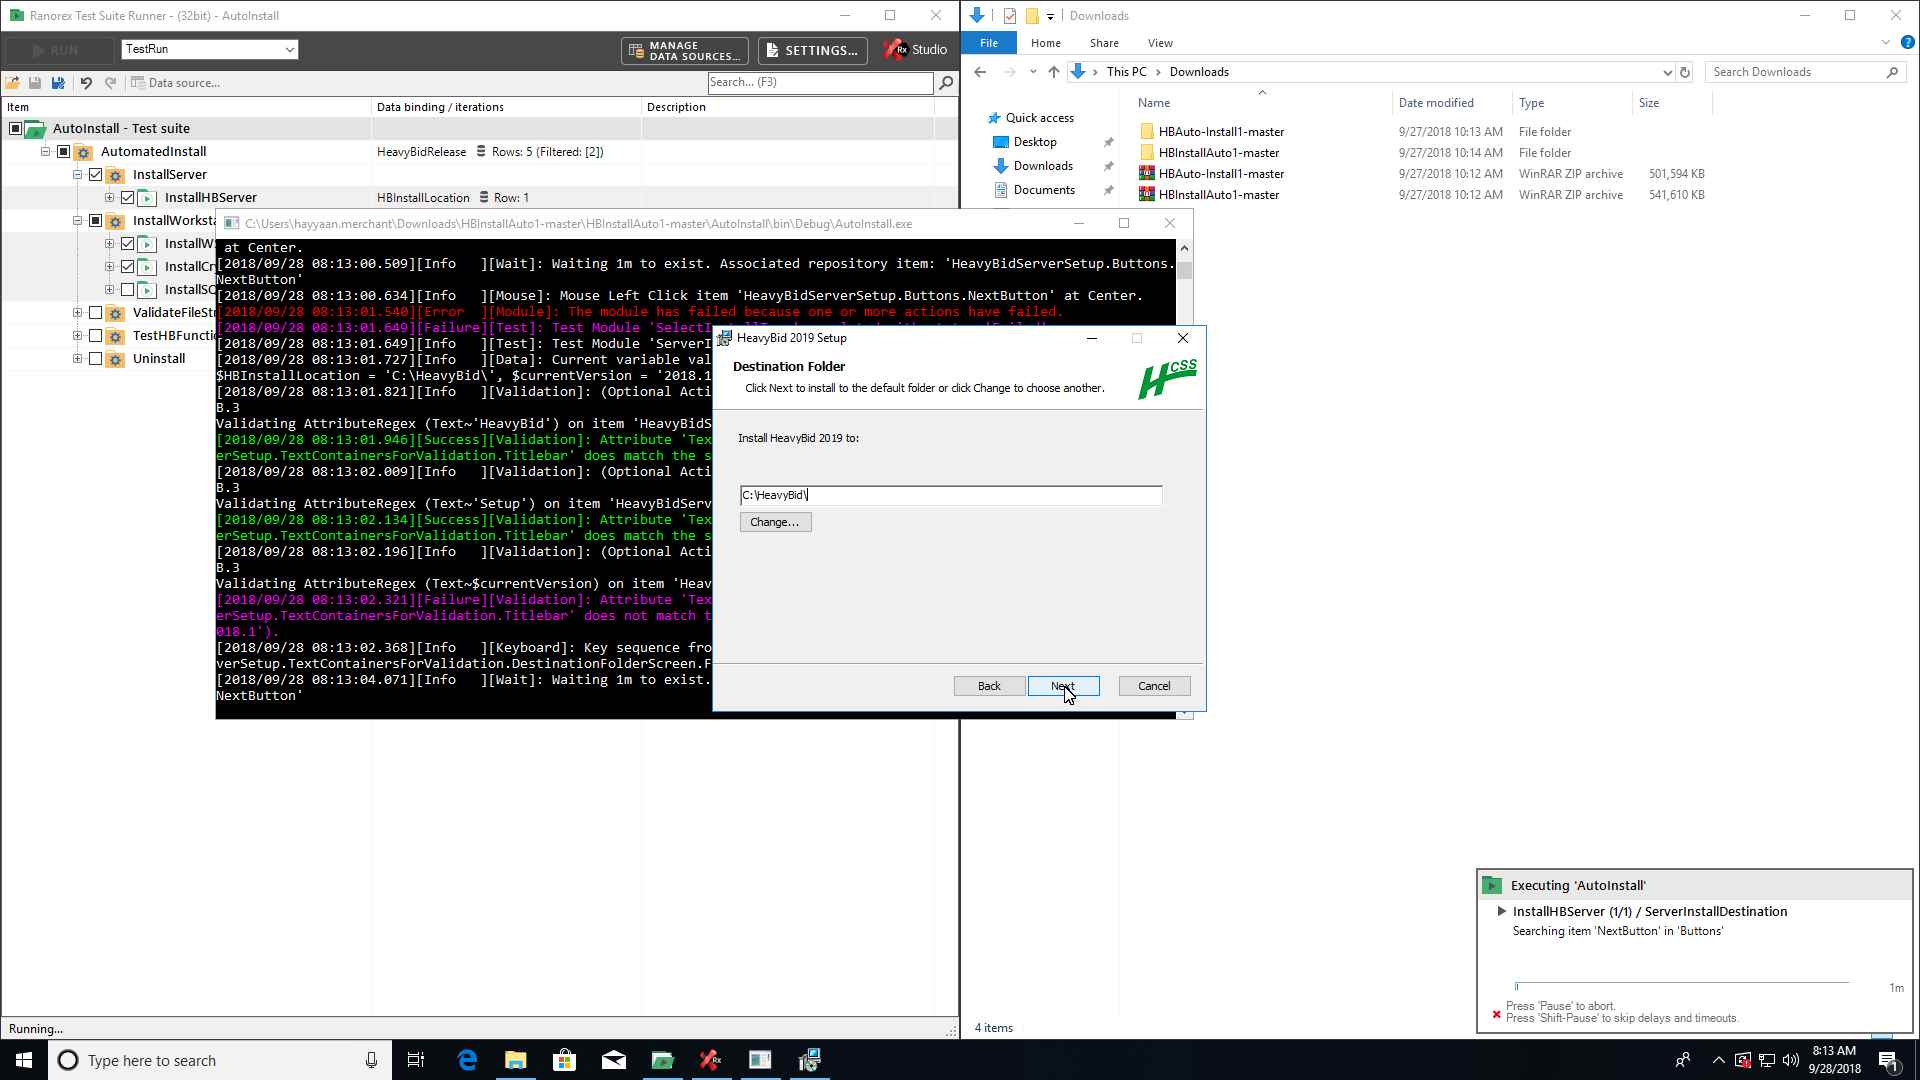 Ranorex Test Suite Runner - (32bit) - AutoInstall
RUN
TestRun
MANAGE
DATA SOURCES...
SETTINGS...
Rx
Studio
Data source...
Search... (F3)
Item
Data binding / iterations
Description
AutoInstall - Test suite
AutomatedInstall
HeavyBidRelease
Rows: 5 (Filtered: [2])
InstallServer
InstallHBServer
HBInstallLocation
Row: 1
InstallWorksta
InstallW
InstallCr
InstallSC
ValidateFileStr
TestHBFuncti
Uninstall
C:\Users\hayyaan.merchant\Downloads\HBInstallAuto1-master\HBInstallAuto1-master\AutoInstall\bin\Debug\AutoInstall.exe
at Center.
[2018/09/28 08:13:00.509][Info   ][Wait]: Waiting 1m to exist. Associated repository item: 'HeavyBidServerSetup.Buttons.
NextButton'
[2018/09/28 08:13:00.634][Info   ][Mouse]: Mouse Left Click item 'HeavyBidServerSetup.Buttons.NextButton' at Center.
[2018/09/28 08:13:01.540][Error  ][Module]: The module has failed because one or more actions have failed.
[2018/09/28 08:13:01.649][Failure][Test]: Test Module
[2018/09/28 08:13:01.649][Info   ][Test]: Test Module 'ServerI
[2018/09/28 08:13:01.727][Info   ][Data]: Current variable val
$HBInstallLocation = 'C:\HeavyBid\', $currentVersion = '2018.1
[2018/09/28 08:13:01.821][Info   ][Validation]: (Optional Acti
B.3
Validating AttributeRegex (Text~'HeavyBid') on item 'HeavyBidS
[2018/09/28 08:13:01.946][Success][Validation]: Attribute 'Tex
erSetup.TextContainersForValidation.Titlebar' does match the s
[2018/09/28 08:13:02.009][Info   ][Validation]: (Optional Acti
B.3
Validating AttributeRegex (Text~'Setup') on item 'HeavyBidServ
[2018/09/28 08:13:02.134][Success][Validation]: Attribute 'Tex
erSetup.TextContainersForValidation.Titlebar' does match the s
[2018/09/28 08:13:02.196][Info   ][Validation]: (Optional Acti
B.3
Validating AttributeRegex (Text~$currentVersion) on item 'Heav
[2018/09/28 08:13:02.321][Failure][Validation]: Attribute 'Tex
erSetup.TextContainersForValidation.Titlebar' does not match t
018.1').
[2018/09/28 08:13:02.368][Info   ][Keyboard]: Key sequence fro
verSetup.TextContainersForValidation.DestinationFolderScreen.F
[2018/09/28 08:13:04.071][Info   ][Wait]: Waiting 1m to exist.
NextButton'
HeavyBid 2019 Setup
Destination Folder
Click Next to install to the default folder or click Change to choose another.
HCSS
Install HeavyBid 2019 to:
C:\HeavyBid\
Change...
Back
Next
Cancel
Running...
Downloads
File
Home
Share
View
This PC
Downloads
Search Downloads
Quick access
Desktop
Downloads
Documents
Name
Date modified
Type
Size
HBAuto-Install1-master
9/27/2018 10:13 AM
File folder
HBInstallAuto1-master
9/27/2018 10:14 AM
File folder
HBAuto-Install1-master
9/27/2018 10:12 AM
WinRAR ZIP archive
501,594 KB
HBInstallAuto1-master
9/27/2018 10:12 AM
WinRAR ZIP archive
541,610 KB
4 items
Executing 'AutoInstall'
InstallHBServer (1/1) / ServerInstallDestination
Searching item 'NextButton' in 'Buttons'
1m
Press 'Pause' to abort.
Press 'Shift-Pause' to skip delays and timeouts.
Type here to search
8:13 AM
9/28/2018
1